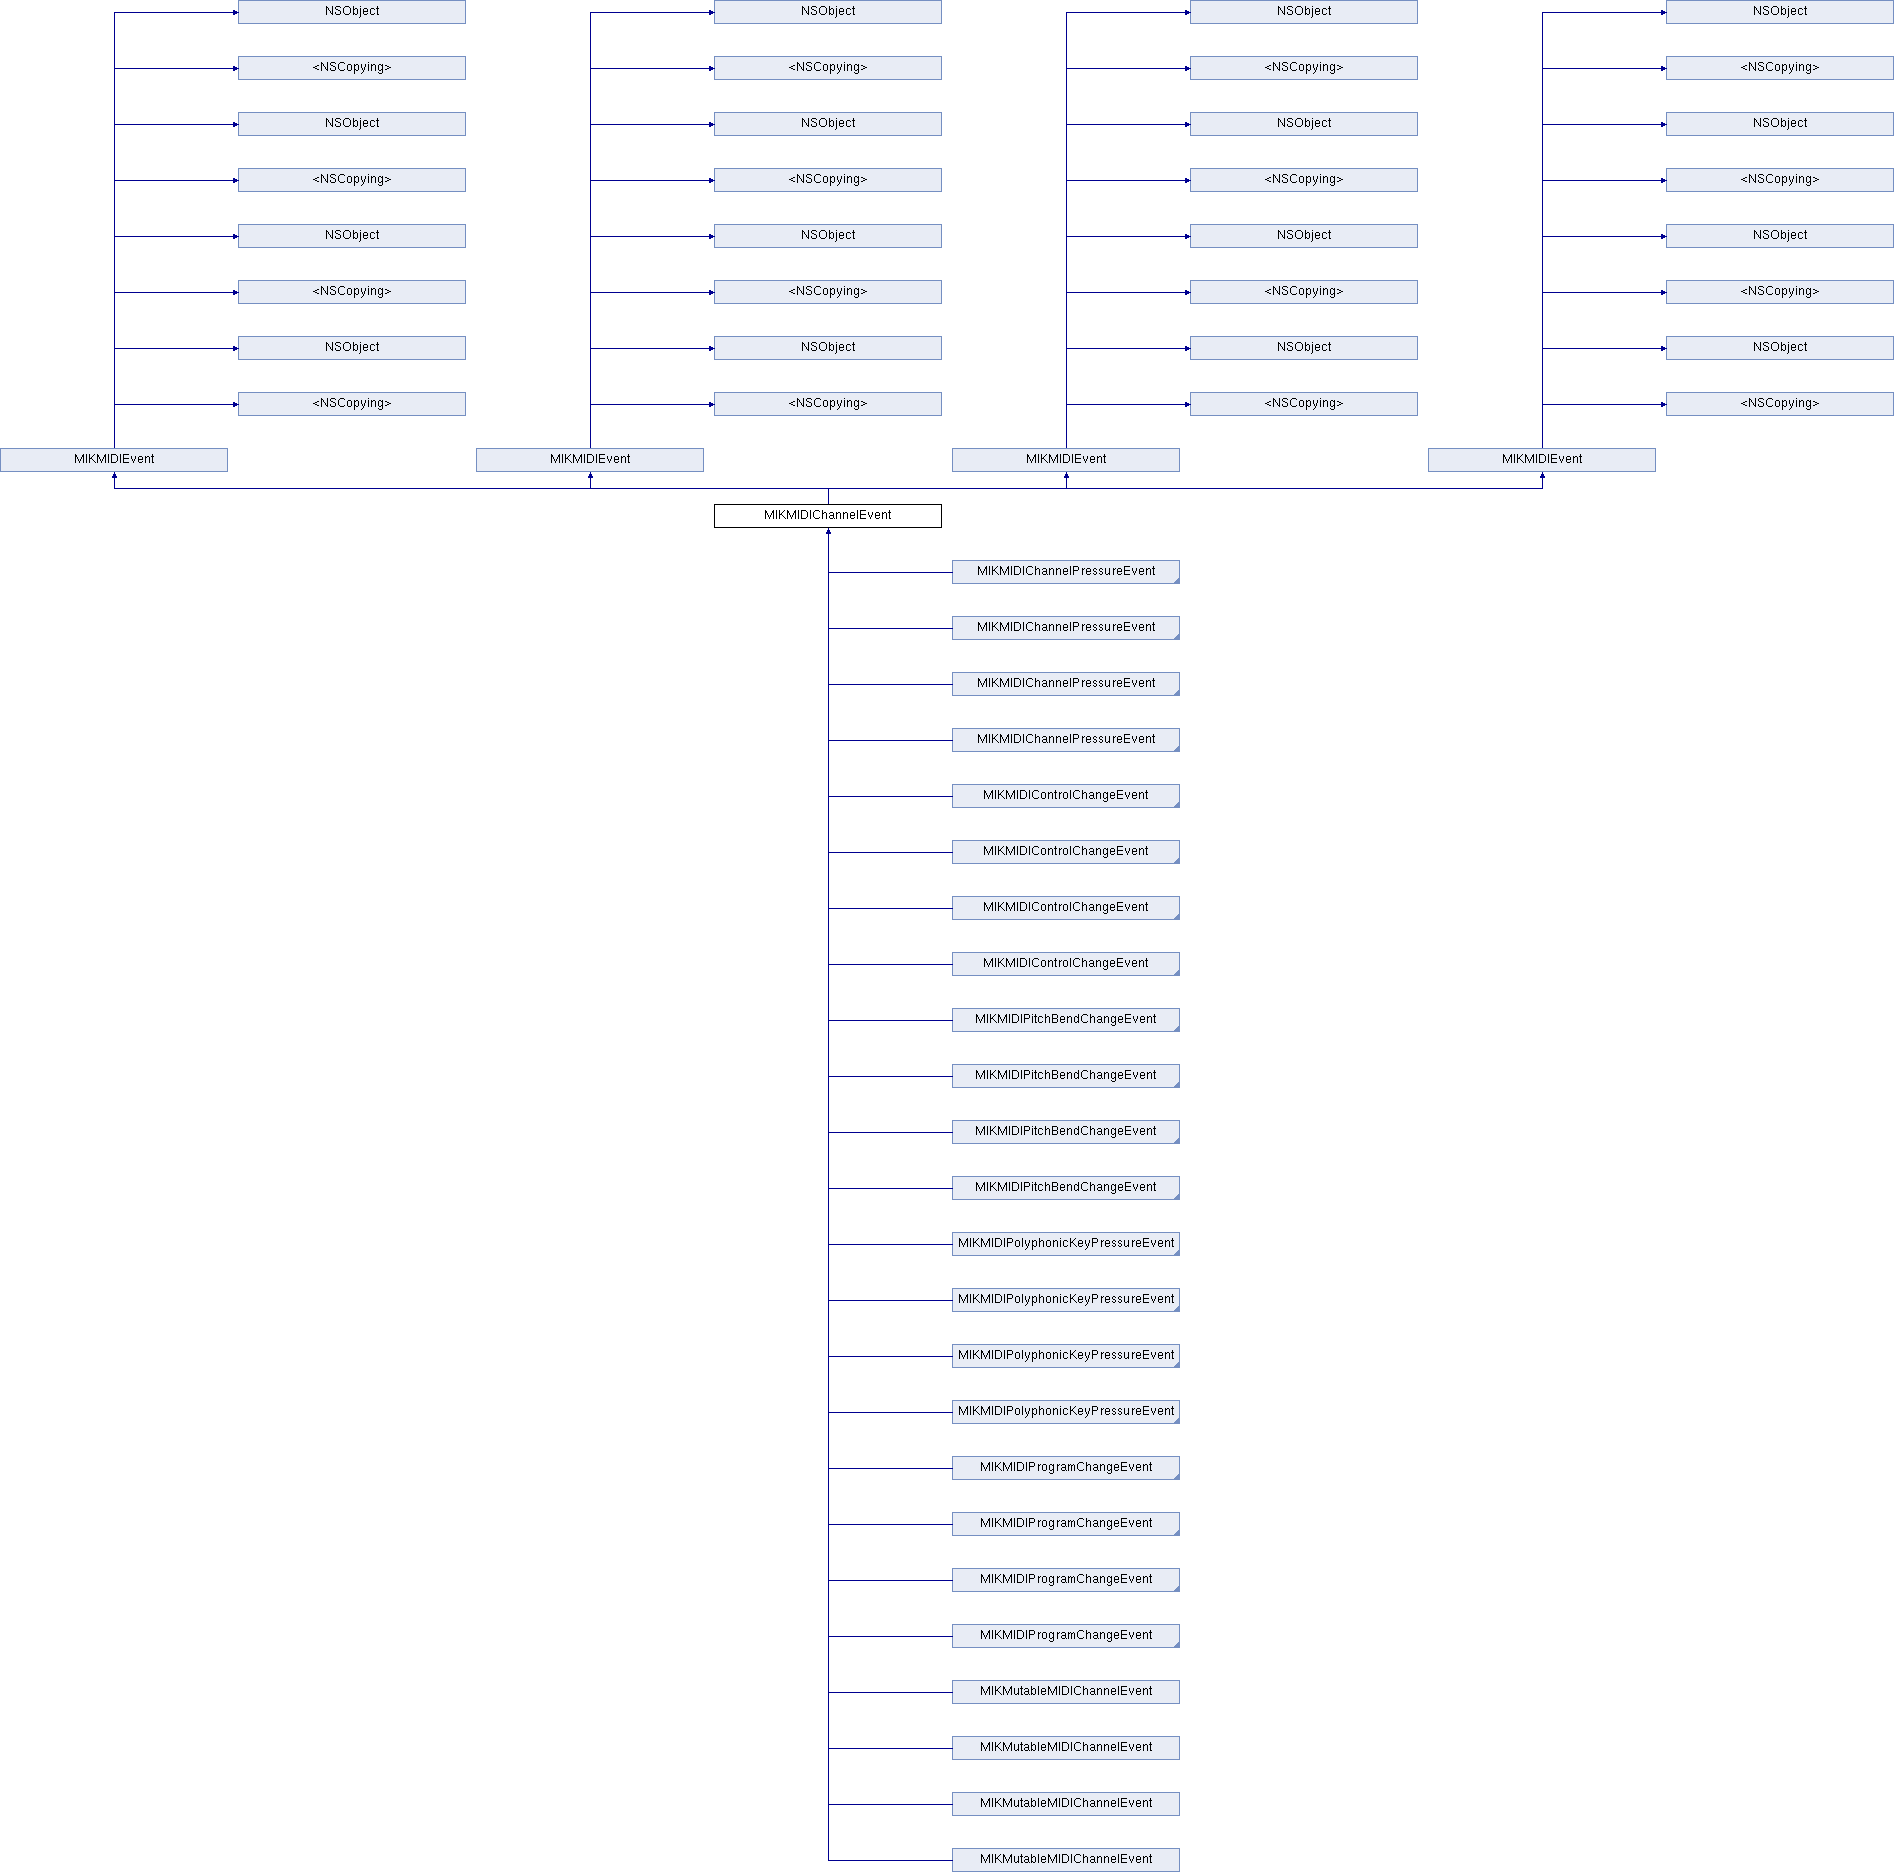 NSObject
NSObject
NSObject
NSObject
<NSCopying>
<NSCopying>
<NSCopying>
<NSCopying>
NSObject
NSObject
NSObject
NSObject
<NSCopying>
<NSCopying>
<NSCopying>
<NSCopying>
NSObject
NSObject
NSObject
NSObject
<NSCopying>
<NSCopying>
<NSCopying>
<NSCopying>
NSObject
NSObject
NSObject
NSObject
<NSCopying>
<NSCopying>
<NSCopying>
<NSCopying>
MIKMIDIEvent
MIKMIDIEvent
MIKMIDIEvent
MIKMIDIEvent
MIKMIDIChannelEvent
MIKMIDIChannelPressureEvent
MIKMIDIChannelPressureEvent
MIKMIDIChannelPressureEvent
MIKMIDIChannelPressureEvent
MIKMIDIControlChangeEvent
MIKMIDIControlChangeEvent
MIKMIDIControlChangeEvent
MIKMIDIControlChangeEvent
MIKMIDIPitchBendChangeEvent
MIKMIDIPitchBendChangeEvent
MIKMIDIPitchBendChangeEvent
MIKMIDIPitchBendChangeEvent
MIKMIDIPolyphonicKeyPressureEvent
MIKMIDIPolyphonicKeyPressureEvent
MIKMIDIPolyphonicKeyPressureEvent
MIKMIDIPolyphonicKeyPressureEvent
MIKMIDIProgramChangeEvent
MIKMIDIProgramChangeEvent
MIKMIDIProgramChangeEvent
MIKMIDIProgramChangeEvent
MIKMutableMIDIChannelEvent
MIKMutableMIDIChannelEvent
MIKMutableMIDIChannelEvent
MIKMutableMIDIChannelEvent